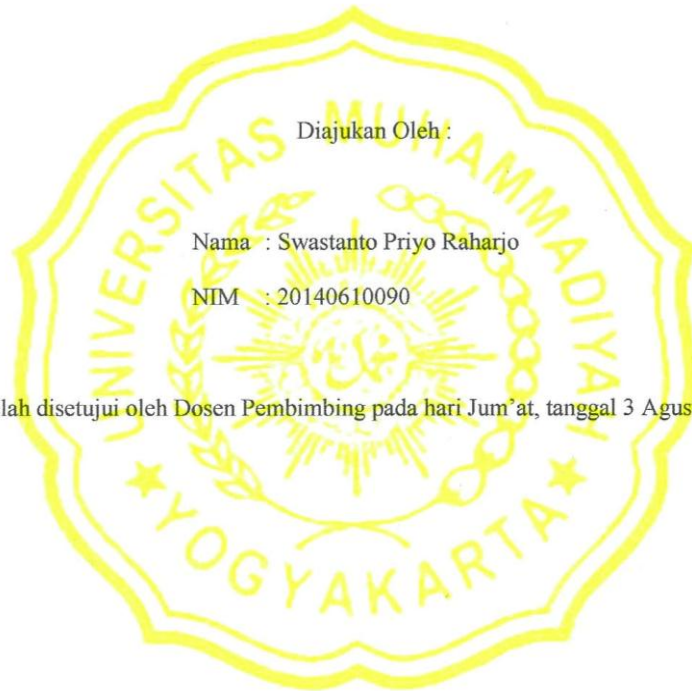 Diajukan Oleh :
Nama : Swastanto Priyo Raharjo
NIM : 20140610090
lah disetujui oleh Dosen Pembimbing pada hari Jum’at, tanggal 3 Agus
UNIVERSITAS MUHAMMADIYAH
YOGYAKARTA